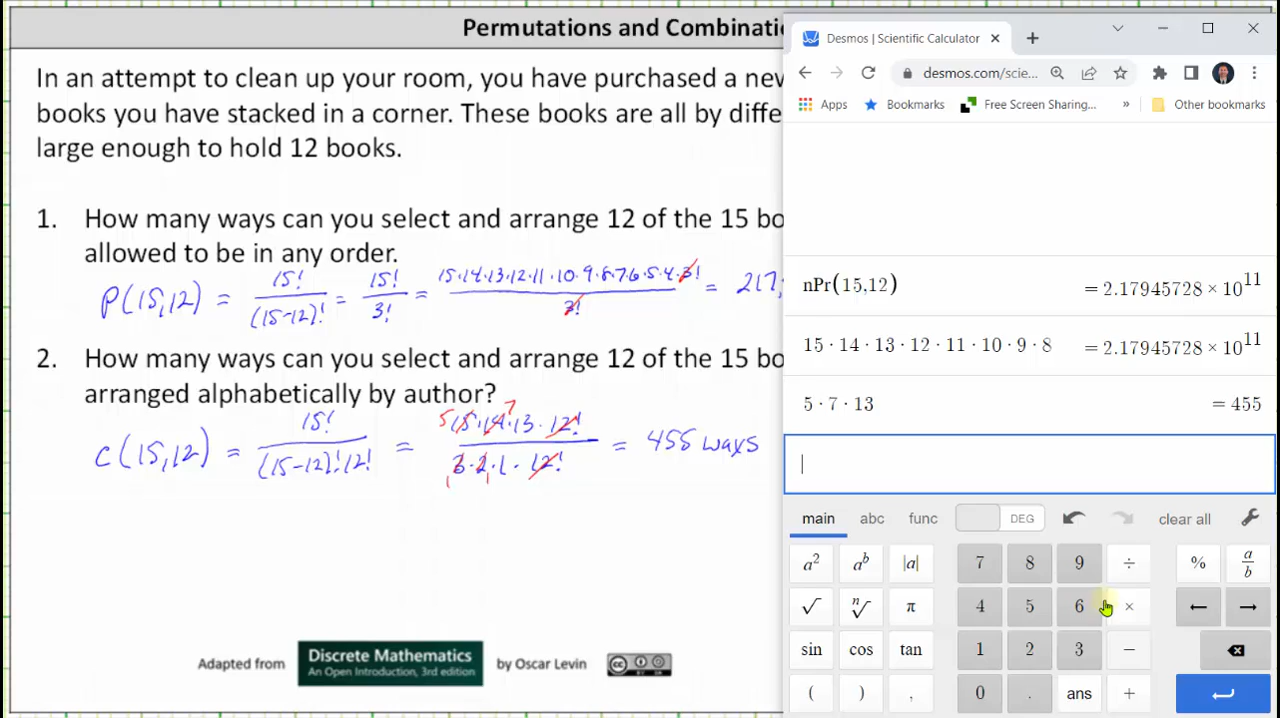 Permutations and Combinati
In an attempt to clean up your room, you have purchased a new
books you have stacked in a corner. These books are all by diffe
large enough to hold 12 books.
1. How many ways can you select and arrange 12 of the 15 bo
allowed to be in any order.
P(15,12) = 15!/(15-12)! = 15!/3! = 15·14·13·12·11·10·9·8·7·6·5·4·3!/3! = 217,
2. How many ways can you select and arrange 12 of the 15 bo
arranged alphabetically by author?
5 7
C(15,12) = 15!/(15-12)!12! = 15·14·13·12!/3·2·1·12! = 455 ways
1 1
Adapted from
Discrete Mathematics
An Open Introduction, 3rd edition
by Oscar Levin
cc
Desmos | Scientific Calculator
desmos.com/scie...
Apps Bookmarks Free Screen Sharing... » Other bookmarks
nPr(15,12) = 2.17945728 × 10^11
15 · 14 · 13 · 12 · 11 · 10 · 9 · 8 = 2.17945728 × 10^11
5 · 7 · 13 = 455
main abc func DEG clear all
a² a^b |a| 7 8 9 ÷ % a/b
√ n√ π 4 5 6 × ← →
sin cos tan 1 2 3 −
( ) , 0 . ans +